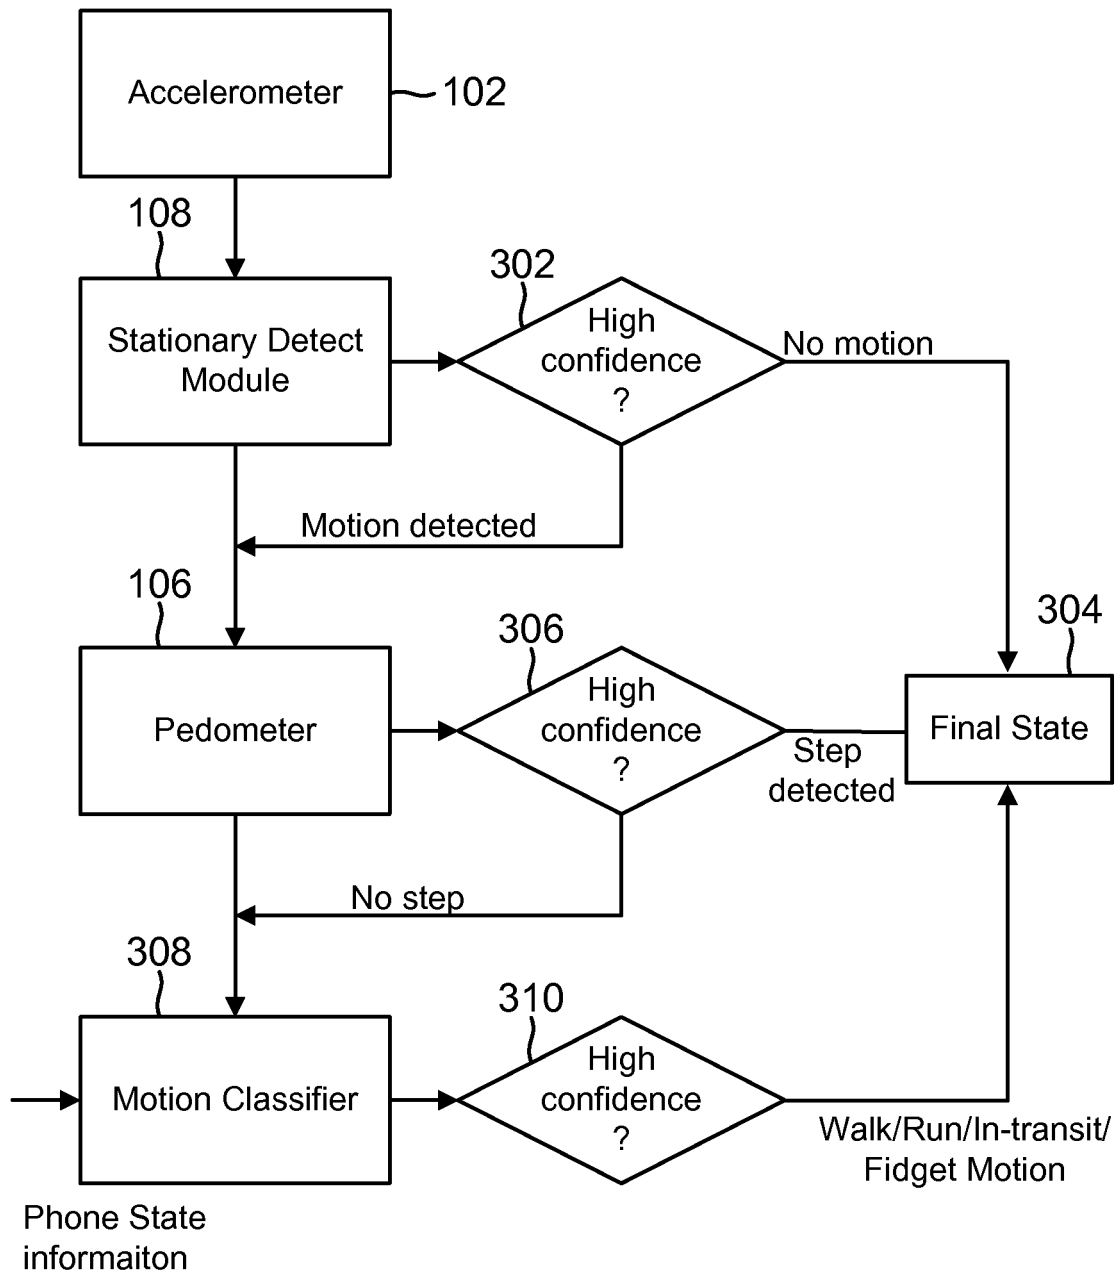 Accelerometer
102
108
Stationary Detect
Module
302
High
confidence
?
No motion
Motion detected
106
Pedometer
306
High
confidence
?
Step
detected
304
Final State
No step
308
Motion Classifier
310
High
confidence
?
Walk/Run/In-transit/
Fidget Motion
Phone State
informaiton